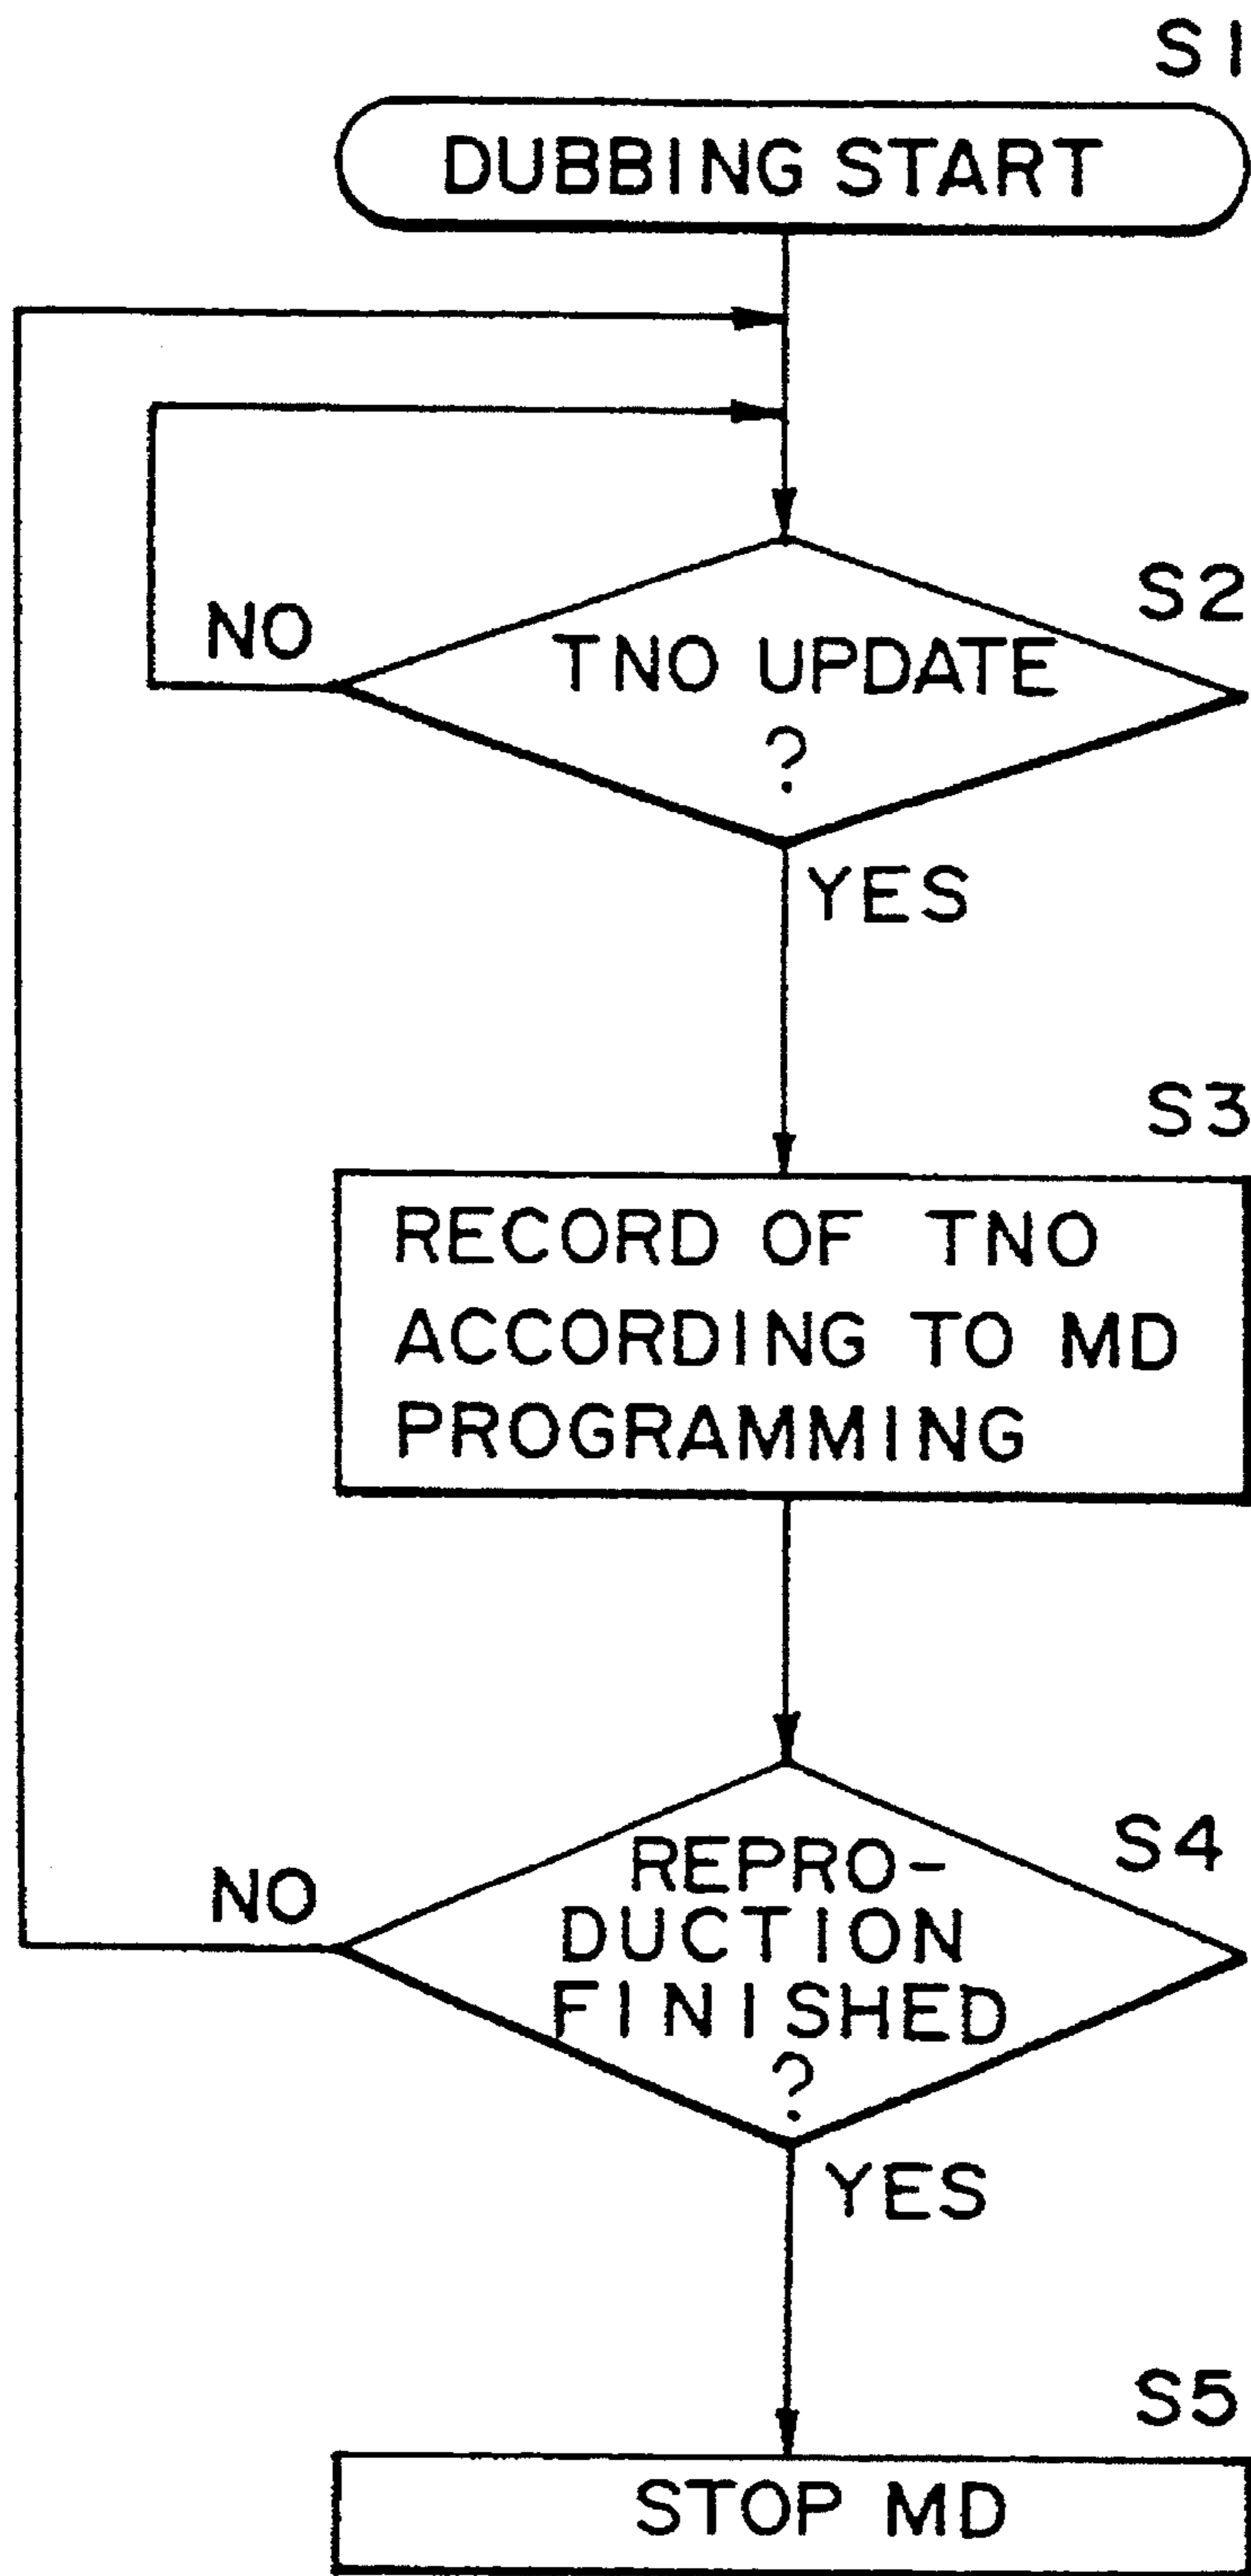 S1
DUBBING START
S2
NO
TNO UPDATE
?
YES
S3
RECORD OF TNO
ACCORDING TO MD
PROGRAMMING
S4
NO
REPRO-
DUCTION
FINISHED
?
YES
S5
STOP MD